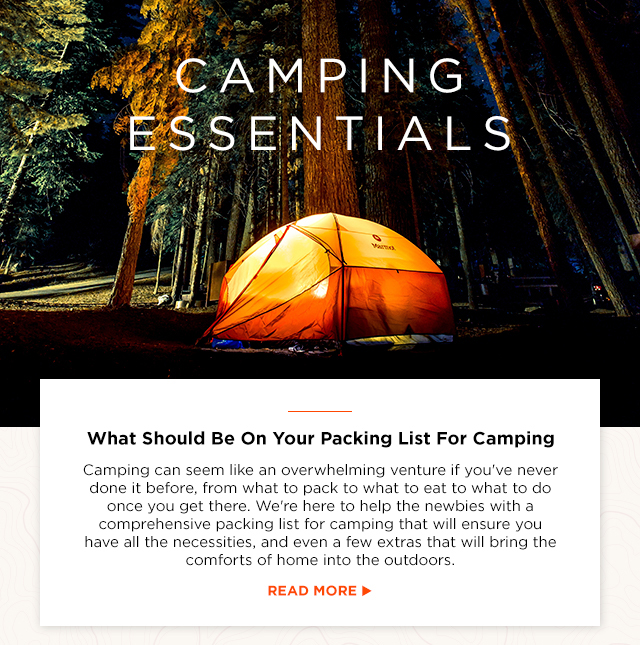 CAMPING
ESSENTIALS
Marmot
What Should Be On Your Packing List For Camping
Camping can seem like an overwhelming venture if you've never
done it before, from what to pack to what to eat to what to do
once you get there. We're here to help the newbies with a
comprehensive packing list for camping that will ensure you
have all the necessities, and even a few extras that will bring the
comforts of home into the outdoors.
READ MORE ▶